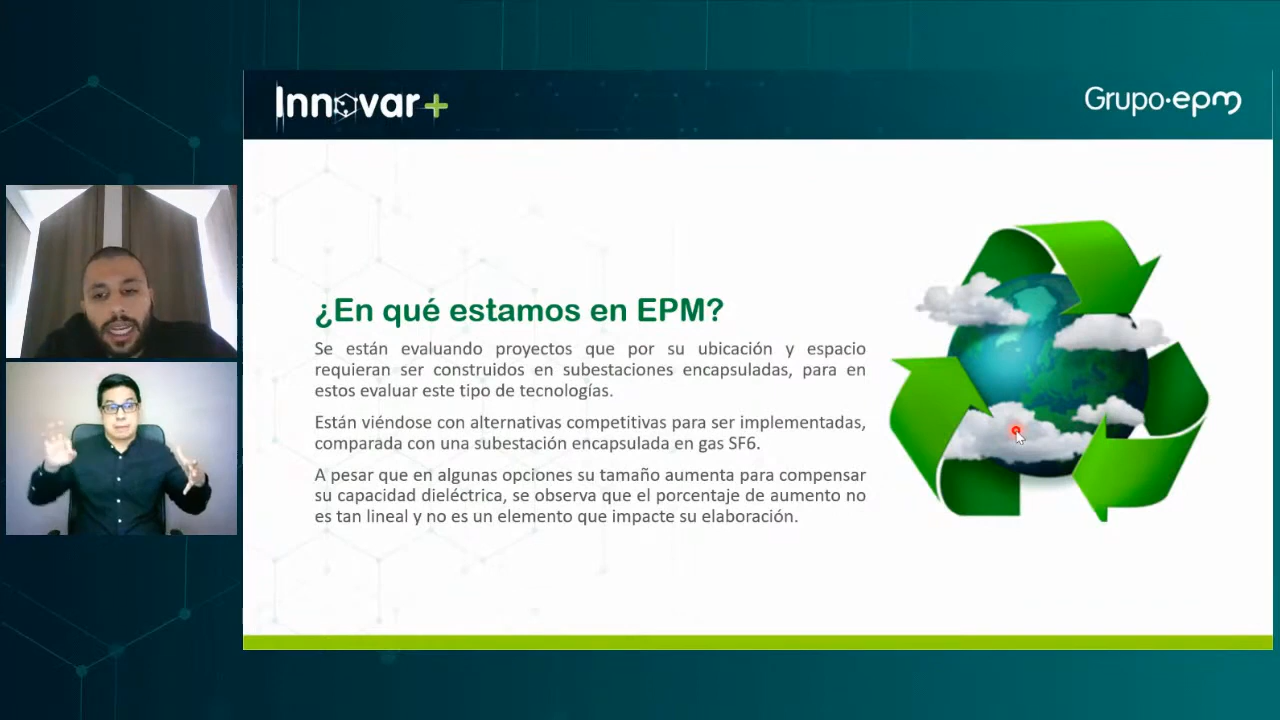 Innovar+
Grupo·epm
¿En qué estamos en EPM?
Se están evaluando proyectos que por su ubicación y espacio
requieran ser construidos en subestaciones encapsuladas, para en
estos evaluar este tipo de tecnologías.
Están viéndose con alternativas competitivas para ser implementadas,
comparada con una subestación encapsulada en gas SF6.
A pesar que en algunas opciones su tamaño aumenta para compensar
su capacidad dieléctrica, se observa que el porcentaje de aumento no
es tan lineal y no es un elemento que impacte su elaboración.